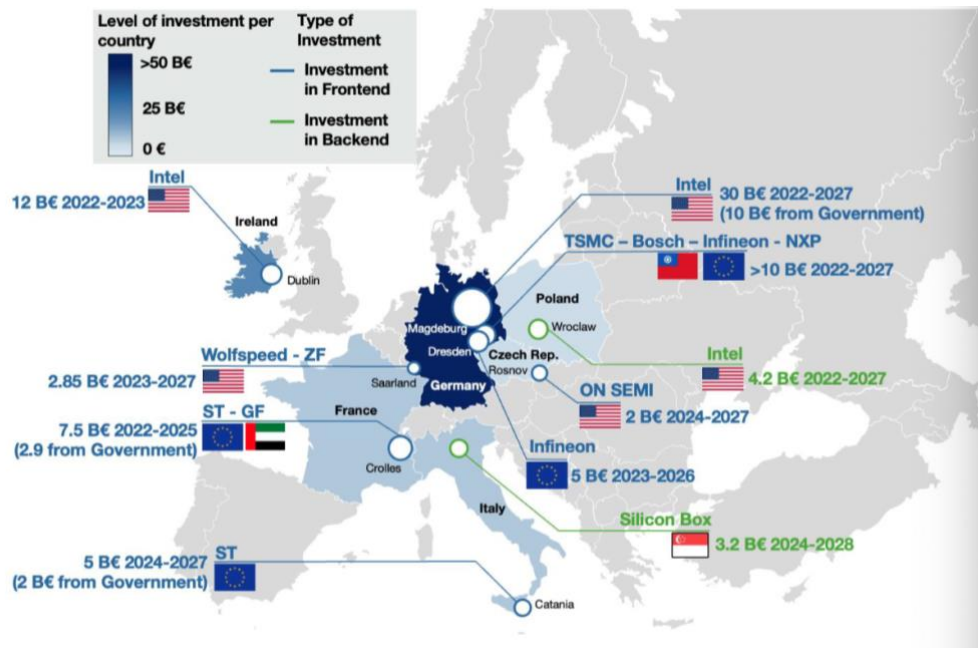 Level of investment per
country
>50 B€
25 B€
0 €
Type of
Investment
Investment
in Frontend
Investment
in Backend
Intel
12 B€ 2022-2023
Ireland
Dublin
Intel
30 B€ 2022-2027
(10 B€ from Government)
TSMC – Bosch – Infineon - NXP
>10 B€ 2022-2027
Poland
Wroclaw
Magdeburg
Dresden
Czech Rep.
Rosnov
Germany
Saarland
Wolfspeed - ZF
2.85 B€ 2023-2027
Intel
4.2 B€ 2022-2027
ON SEMI
2 B€ 2024-2027
ST - GF
7.5 B€ 2022-2025
(2.9 from Government)
France
Crolles
Infineon
5 B€ 2023-2026
Italy
Silicon Box
3.2 B€ 2024-2028
ST
5 B€ 2024-2027
(2 B€ from Government)
Catania